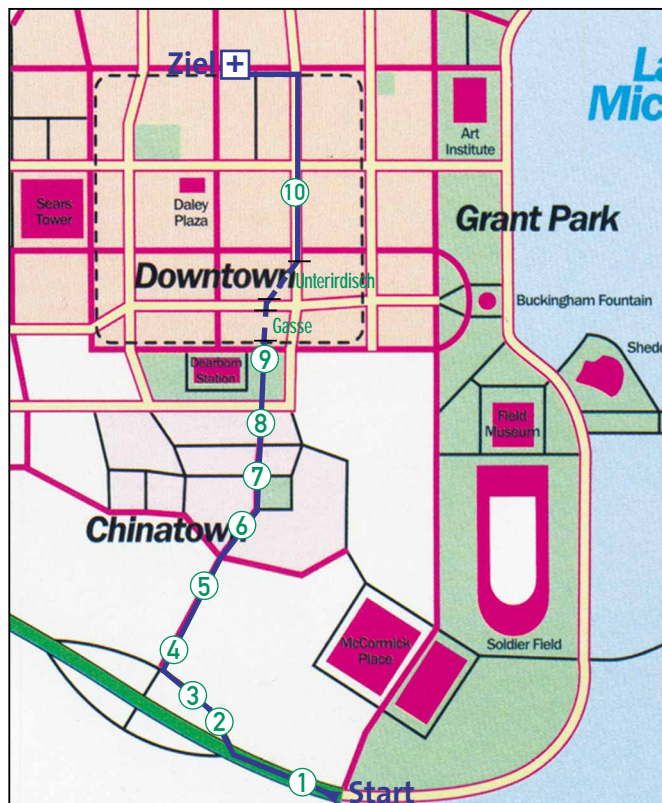 Ziel
La
Mic
Art
Institute
10
Sears
Tower
Daley
Plaza
Grant Park
Downtown
Unterirdisch
Buckingham Fountain
Gasse
9
Dearborn
Station
Shedd
Field
Museum
8
7
Chinatown
6
5
McCormick
Place
Soldier Field
4
3
2
1
Start